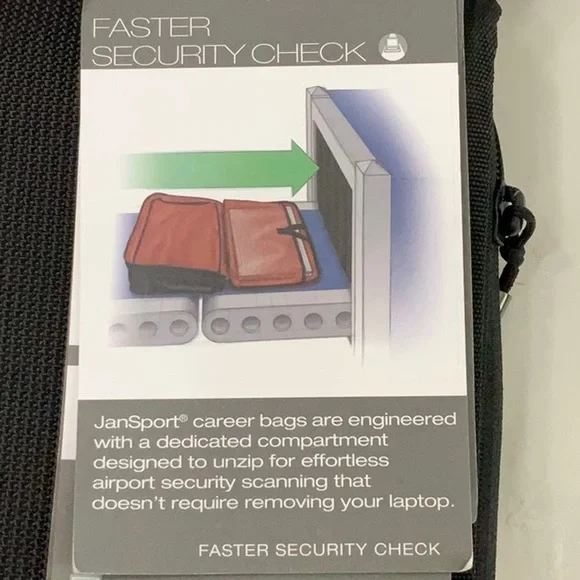 FASTER
SECURITY CHECK
JanSport® career bags are engineered
with a dedicated compartment
designed to unzip for effortless
airport security scanning that
doesn't require removing your laptop.
FASTER SECURITY CHECK